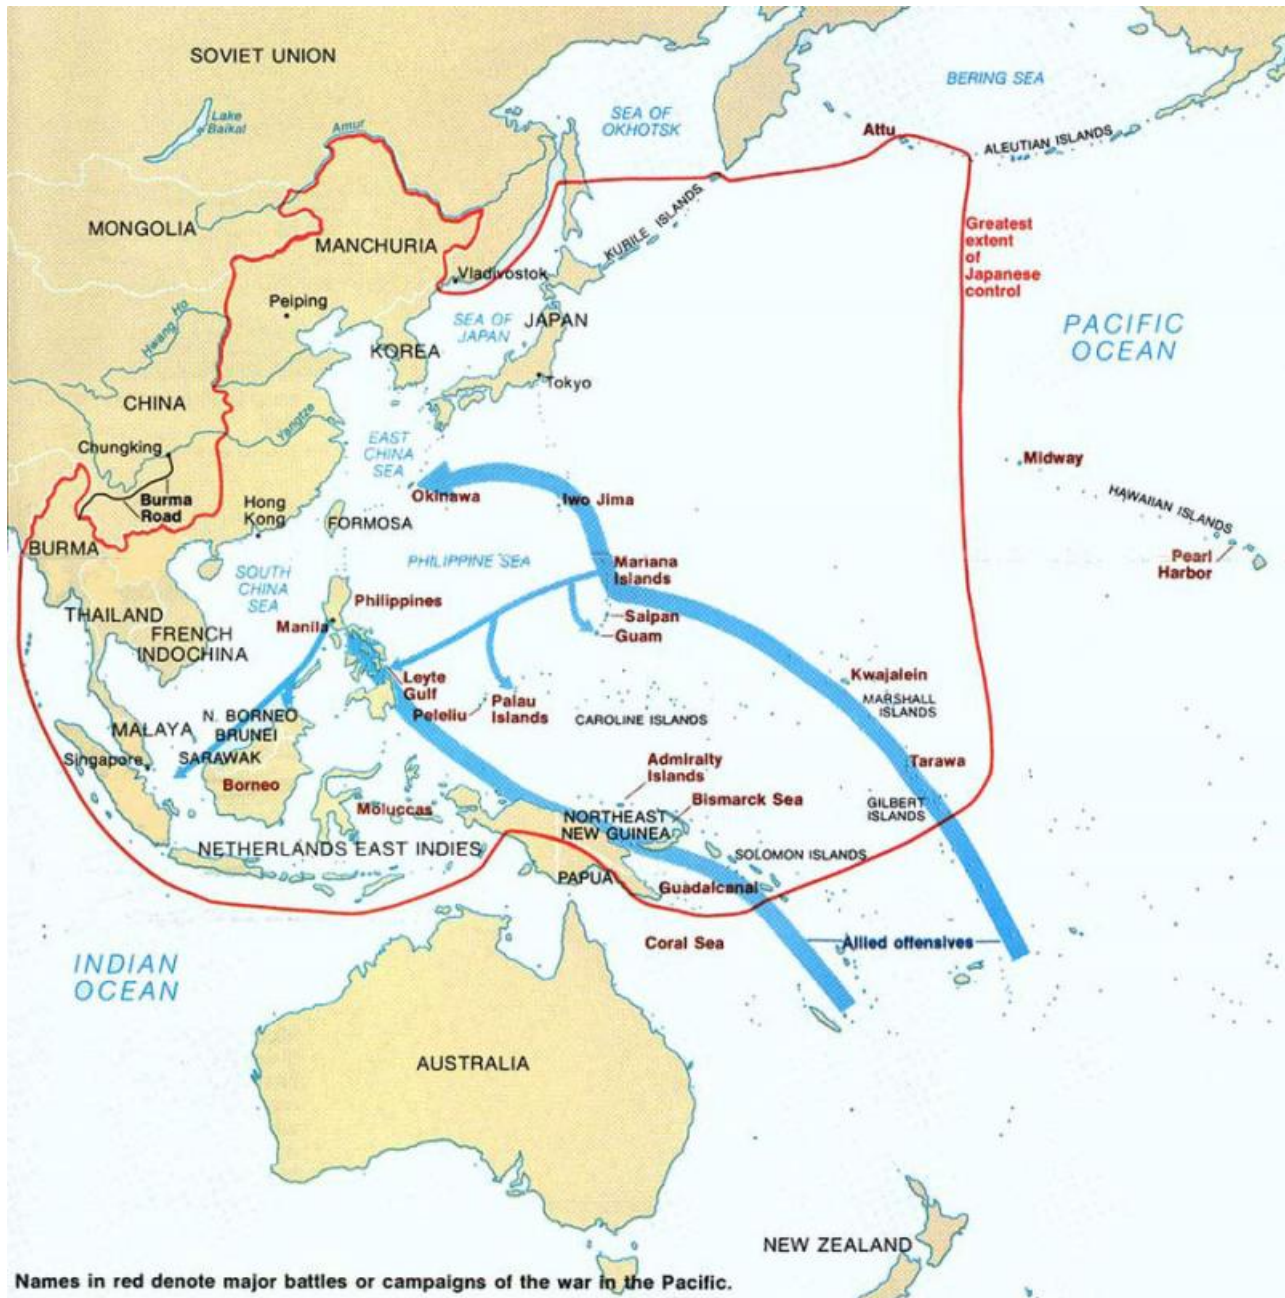 SOVIET UNION
BERING SEA
SEA OF
OKHOTSK
Lake
Baikal
Amur
Attu
ALEUTIAN ISLANDS
MONGOLIA
MANCHURIA
KURILE ISLANDS
Greatest
extent
of
Japanese
control
Vladivostok
Peiping
Hwang Ho
SEA OF
JAPAN
JAPAN
PACIFIC
OCEAN
KOREA
Tokyo
CHINA
Yangtze
Chungking
EAST
CHINA
SEA
Midway
Burma
Road
Hong
Kong
Okinawa
Iwo Jima
HAWAIIAN ISLANDS
FORMOSA
BURMA
PHILIPPINE SEA
Mariana
Islands
Pearl
Harbor
SOUTH
CHINA
SEA
Philippines
THAILAND
Manila
Saipan
Guam
FRENCH
INDOCHINA
Leyte
Gulf
Kwajalein
Peleliu
Palau
Islands
CAROLINE ISLANDS
MARSHALL
ISLANDS
MALAYA
N. BORNEO
BRUNEI
Singapore
SARAWAK
Borneo
Admiralty
Islands
Tarawa
Moluccas
Bismarck Sea
NORTHEAST
NEW GUINEA
GILBERT
ISLANDS
NETHERLANDS EAST INDIES
SOLOMON ISLANDS
PAPUA
Guadalcanal
Coral Sea
Allied offensives
INDIAN
OCEAN
AUSTRALIA
NEW ZEALAND
Names in red denote major battles or campaigns of the war in the Pacific.